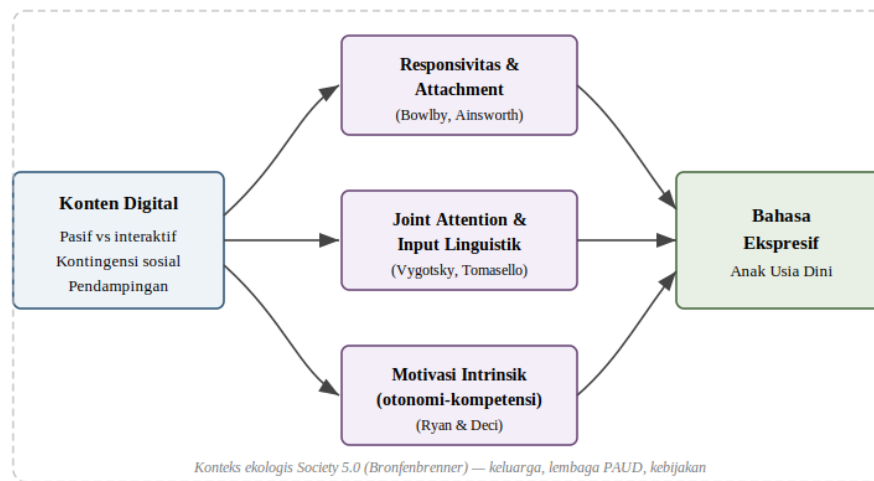 Responsivitas &
Attachment
(Bowlby, Ainsworth)
Konten Digital
Pasif vs interaktif
Kontingensi sosial
Pendampingan
Joint Attention &
Input Linguistik
(Vygotsky, Tomasello)
Bahasa
Ekspresif
Anak Usia Dini
Motivasi Intrinsik
(otonomi-kompetensi)
(Ryan & Deci)
Konteks ekologis Society 5.0 (Bronfenbrenner) — keluarga, lembaga PAUD, kebijakan